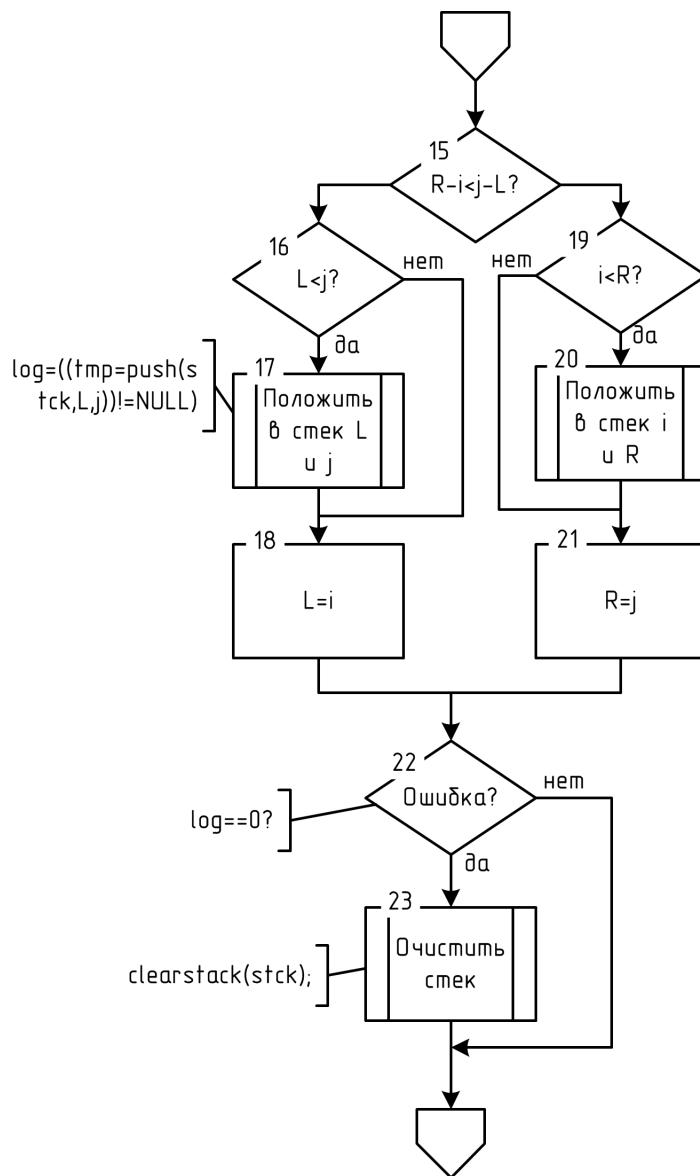 15
R-i<j-L?
16
L<j?
нет
да
19
i<R?
нет
да
log=((tmp=push(s
tck,L,j))!=NULL)
17
Положить
в стек L
и j
20
Положить
в стек i
и R
18
L=i
21
R=j
22
Ошибка?
нет
да
log==0?
23
Очистить
стек
clearstack(stck);